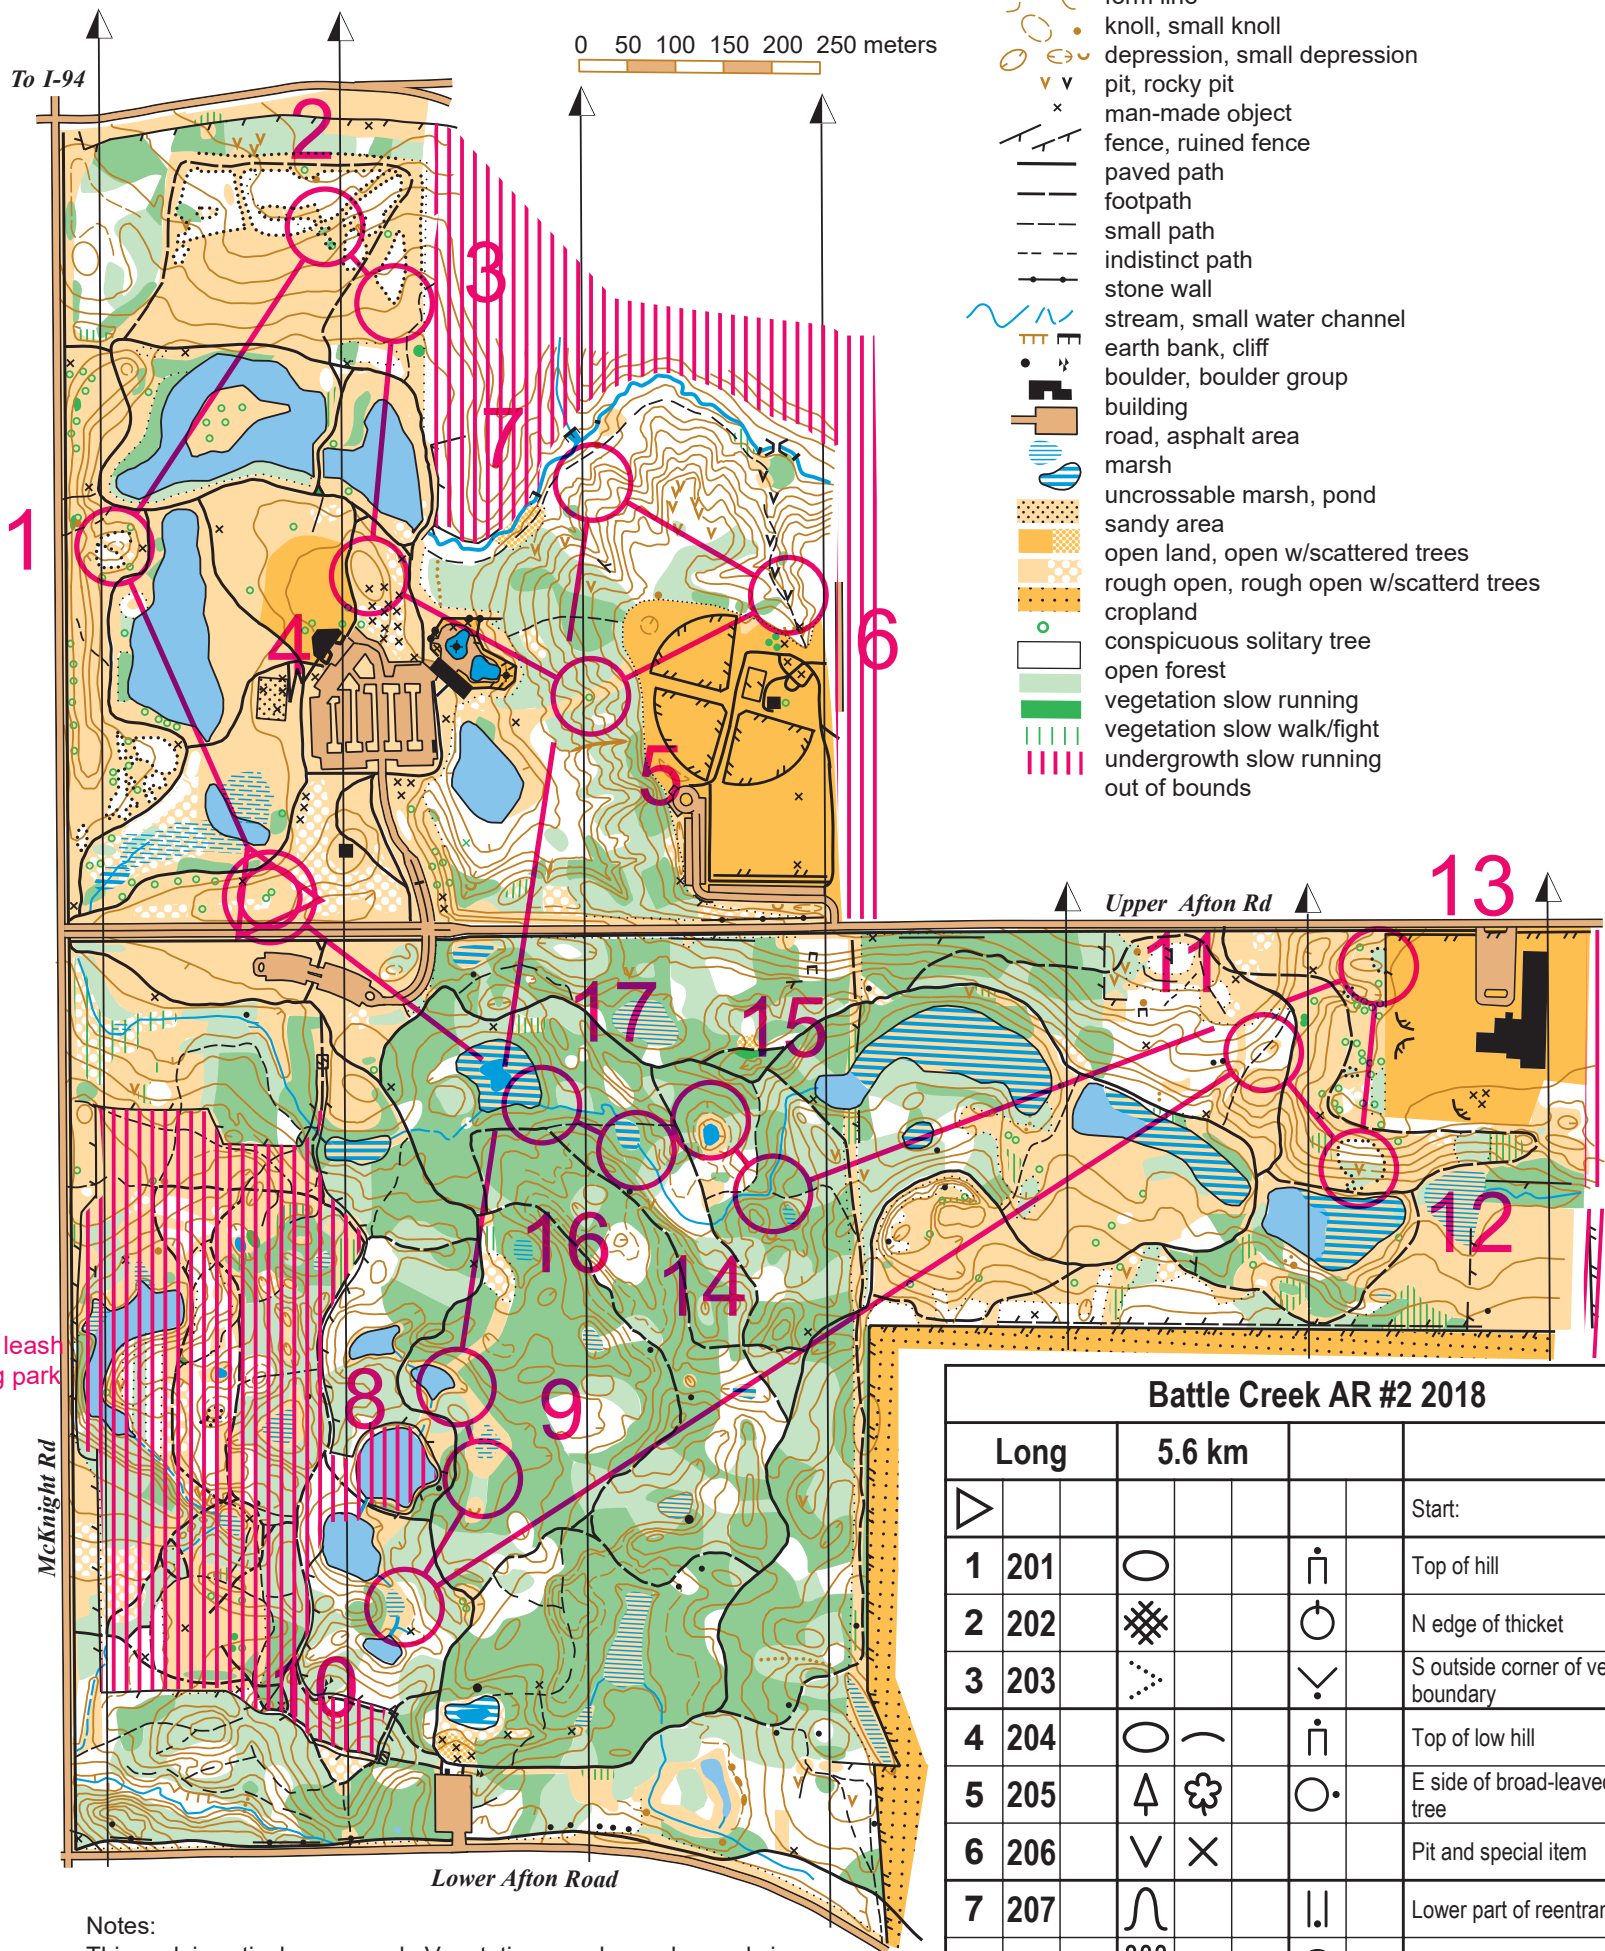 To I-94
0 50 100 150 200 250 meters
form line
knoll, small knoll
depression, small depression
pit, rocky pit
man-made object
fence, ruined fence
paved path
footpath
small path
indistinct path
stone wall
stream, small water channel
earth bank, cliff
boulder, boulder group
building
road, asphalt area
marsh
uncrossable marsh, pond
sandy area
open land, open w/scattered trees
rough open, rough open w/scatterd trees
cropland
conspicuous solitary tree
open forest
vegetation slow running
vegetation slow walk/fight
undergrowth slow running
out of bounds
2
3
7
1
4
6
5
Upper Afton Rd
13
11
17
15
12
16
14
8
9
10
leash
g park
McKnight Rd
Lower Afton Road
Battle Creek AR #2 2018
Long 5.6 km
Start:
1 201 Top of hill
2 202 N edge of thicket
3 203 S outside corner of ve
boundary
4 204 Top of low hill
5 205 E side of broad-leaved
tree
6 206 Pit and special item
7 207 Lower part of reentran
Notes: